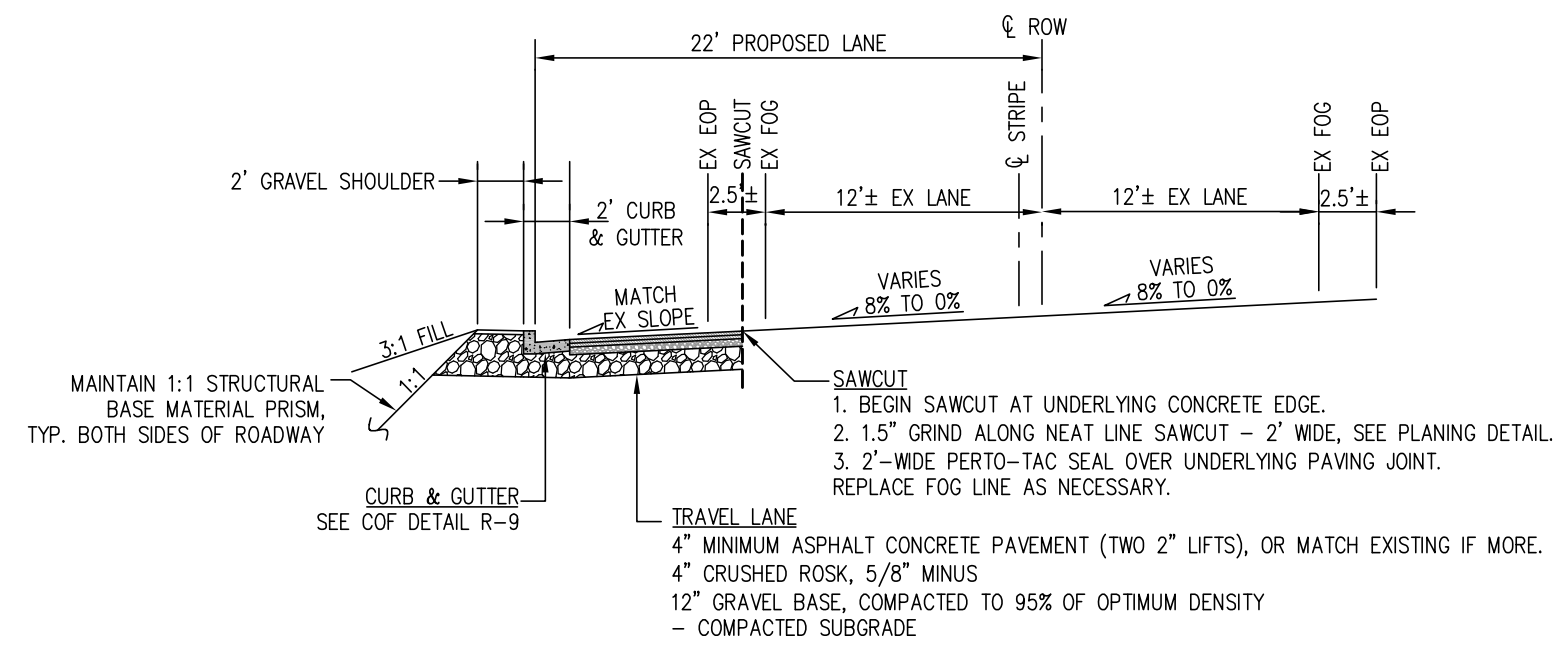 ℄ ROW
22' PROPOSED LANE
EX EOP
SAWCUT
EX FOG
℄ STRIPE
EX FOG
EX EOP
2' GRAVEL SHOULDER
2.5'±
12'± EX LANE
12'± EX LANE
2.5'±
2' CURB
& GUTTER
MATCH
EX SLOPE
VARIES
8% TO 0%
VARIES
8% TO 0%
3:1 FILL
1:1
MAINTAIN 1:1 STRUCTURAL
BASE MATERIAL PRISM,
TYP. BOTH SIDES OF ROADWAY
SAWCUT
1. BEGIN SAWCUT AT UNDERLYING CONCRETE EDGE.
2. 1.5" GRIND ALONG NEAT LINE SAWCUT – 2' WIDE, SEE PLANING DETAIL.
3. 2'–WIDE PERTO–TAC SEAL OVER UNDERLYING PAVING JOINT.
REPLACE FOG LINE AS NECESSARY.
CURB & GUTTER
SEE COF DETAIL R–9
TRAVEL LANE
4" MINIMUM ASPHALT CONCRETE PAVEMENT (TWO 2" LIFTS), OR MATCH EXISTING IF MORE.
4" CRUSHED ROSK, 5/8" MINUS
12" GRAVEL BASE, COMPACTED TO 95% OF OPTIMUM DENSITY
– COMPACTED SUBGRADE